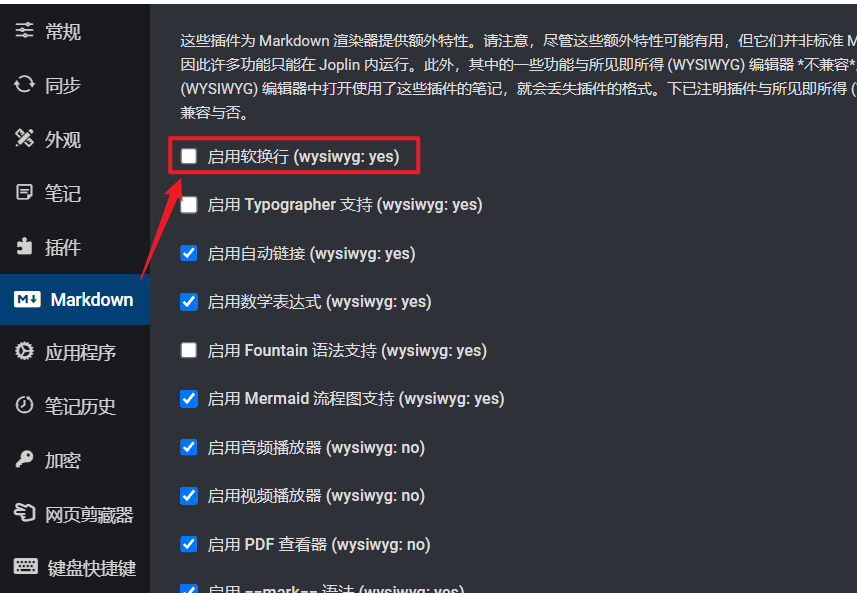 常规
同步
外观
笔记
插件
Markdown
应用程序
笔记历史
加密
网页剪藏器
键盘快捷键
这些插件为 Markdown 渲染器提供额外特性。请注意，尽管这些额外特性可能有用，但它们并非标准
因此许多功能只能在 Joplin 内运行。此外，其中的一些功能与所见即所得 (WYSIWYG) 编辑器 *不兼容*
(WYSIWYG) 编辑器中打开使用了这些插件的笔记，就会丢失插件的格式。下已注明插件与所见即所得
兼容与否。
启用软换行 (wysiwyg: yes)
启用 Typographer 支持 (wysiwyg: yes)
启用自动链接 (wysiwyg: yes)
启用数学表达式 (wysiwyg: yes)
启用 Fountain 语法支持 (wysiwyg: yes)
启用 Mermaid 流程图支持 (wysiwyg: yes)
启用音频播放器 (wysiwyg: no)
启用视频播放器 (wysiwyg: no)
启用 PDF 查看器 (wysiwyg: no)
启用 ==mark== 语法 (wysiwyg: yes)